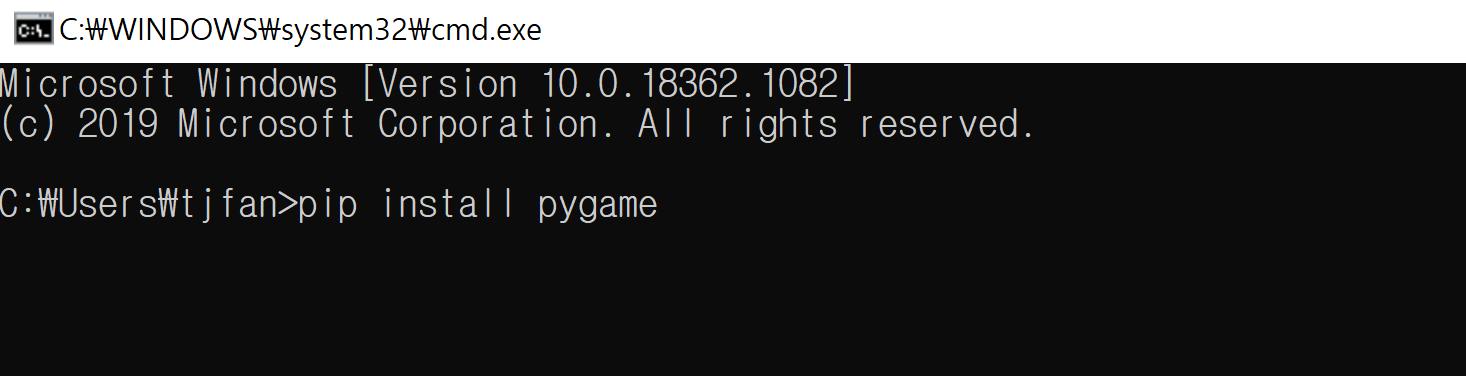 C:₩WINDOWS₩system32₩cmd.exe
Microsoft Windows [Version 10.0.18362.1082]
(c) 2019 Microsoft Corporation. All rights reserved.
C:₩Users₩tjfan>pip install pygame